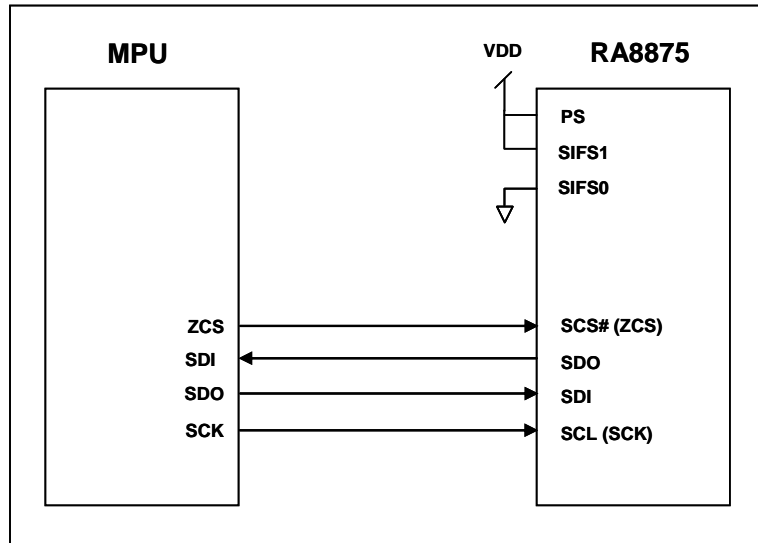 MPU
VDD
RA8875
PS
SIFS1
SIFS0
ZCS
SCS# (ZCS)
SDI
SDO
SDO
SDI
SCK
SCL (SCK)